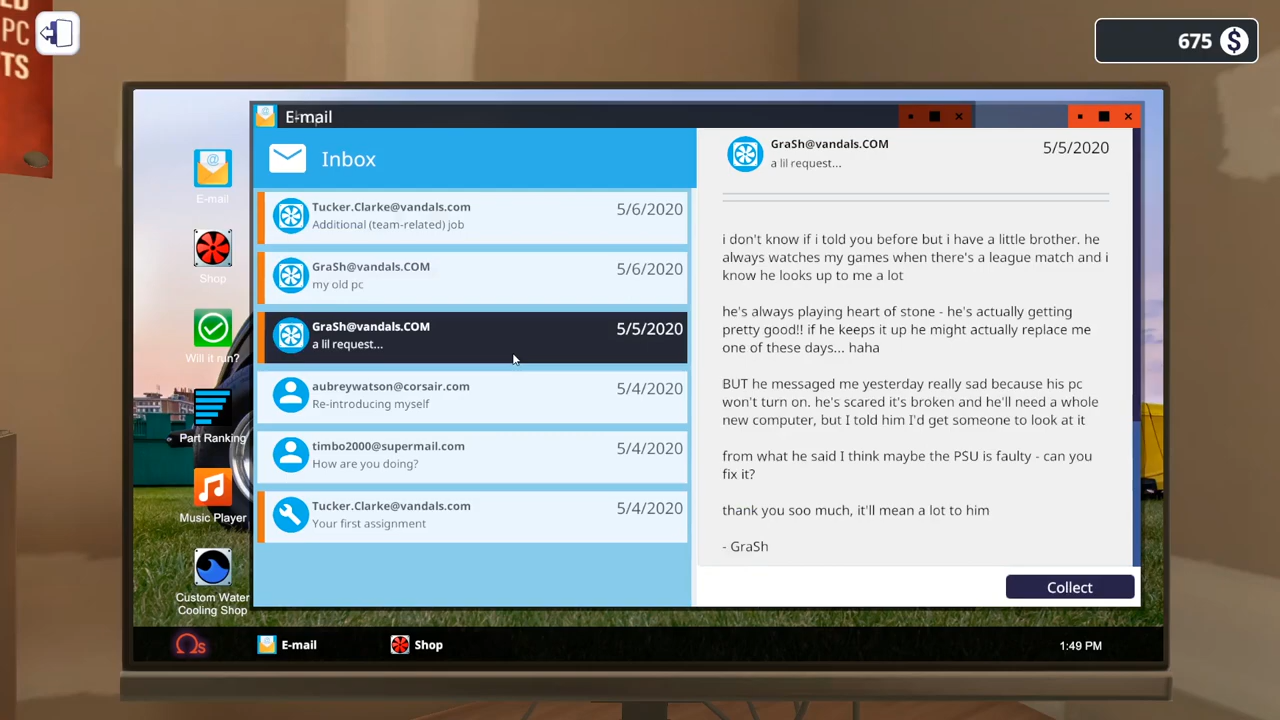 PC
TS
675 $
E-mail
Inbox
Tucker.Clarke@vandals.com 5/6/2020
Additional (team-related) job
GraSh@vandals.COM 5/6/2020
my old pc
GraSh@vandals.COM 5/5/2020
a lil request...
aubreywatson@corsair.com 5/4/2020
Re-introducing myself
timbo2000@supermail.com 5/4/2020
How are you doing?
Tucker.Clarke@vandals.com 5/4/2020
Your first assignment
GraSh@vandals.COM 5/5/2020
a lil request...
i don't know if i told you before but i have a little brother. he
always watches my games when there's a league match and i
know he looks up to me a lot
he's always playing heart of stone - he's actually getting
pretty good!! if he keeps it up he might actually replace me
one of these days... haha
BUT he messaged me yesterday really sad because his pc
won't turn on. he's scared it's broken and he'll need a whole
new computer, but I told him I'd get someone to look at it
from what he said I think maybe the PSU is faulty - can you
fix it?
thank you soo much, it'll mean a lot to him
- GraSh
Collect
E-mail
Shop
Will it run?
Part Ranking
Music Player
Custom Water
Cooling Shop
Ωs
E-mail
Shop
1:49 PM